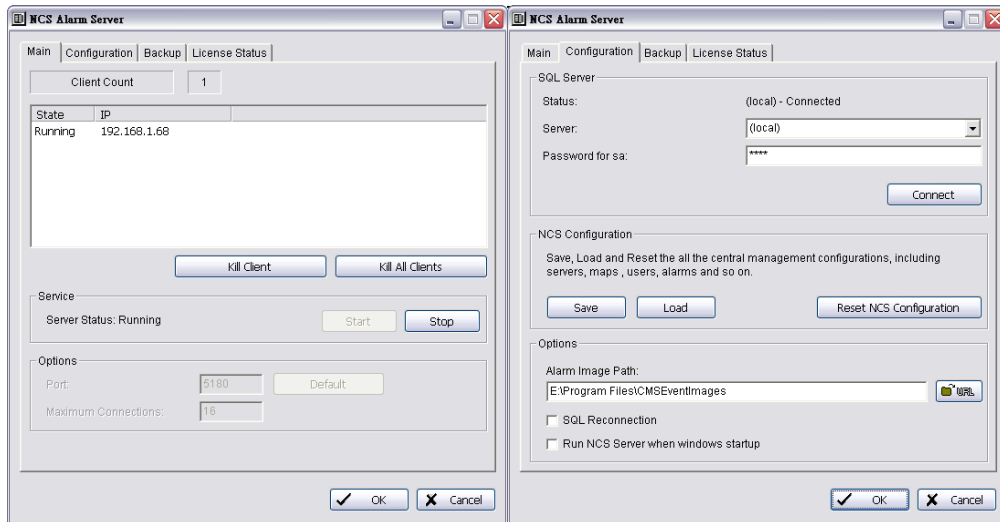 NCS Alarm Server
Main Configuration Backup License Status
Client Count 1
State IP
Running 192.168.1.68
Kill Client Kill All Clients
Service
Server Status: Running Start Stop
Options
Port: 5180 Default
Maximum Connections: 16
OK Cancel
NCS Alarm Server
Main Configuration Backup License Status
SQL Server
Status: (local) - Connected
Server: (local)
Password for sa: ****
Connect
NCS Configuration
Save, Load and Reset the all the central management configurations, including
servers, maps , users, alarms and so on.
Save Load Reset NCS Configuration
Options
Alarm Image Path:
E:\Program Files\CMSEventImages URL
SQL Reconnection
Run NCS Server when windows startup
OK Cancel